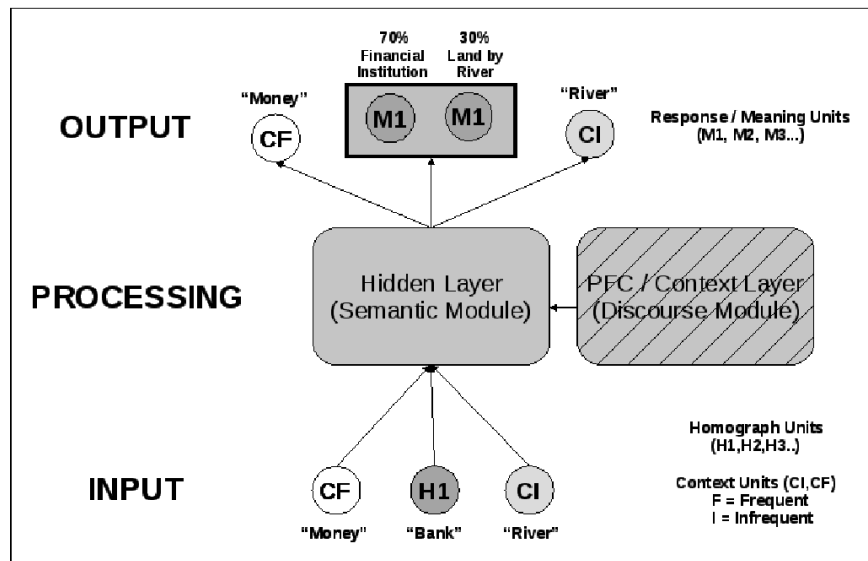 70%
Financial
Institution
30%
Land by
River
"Money"
"River"
OUTPUT
M1
M1
CF
CI
Response / Meaning Units
(M1, M2, M3...)
PROCESSING
Hidden Layer
(Semantic Module)
PFC / Context Layer
(Discourse Module)
Homograph Units
(H1,H2,H3..)
INPUT
CF
H1
CI
Context Units (CI,CF)
F = Frequent
I = Infrequent
"Money"
"Bank"
"River"